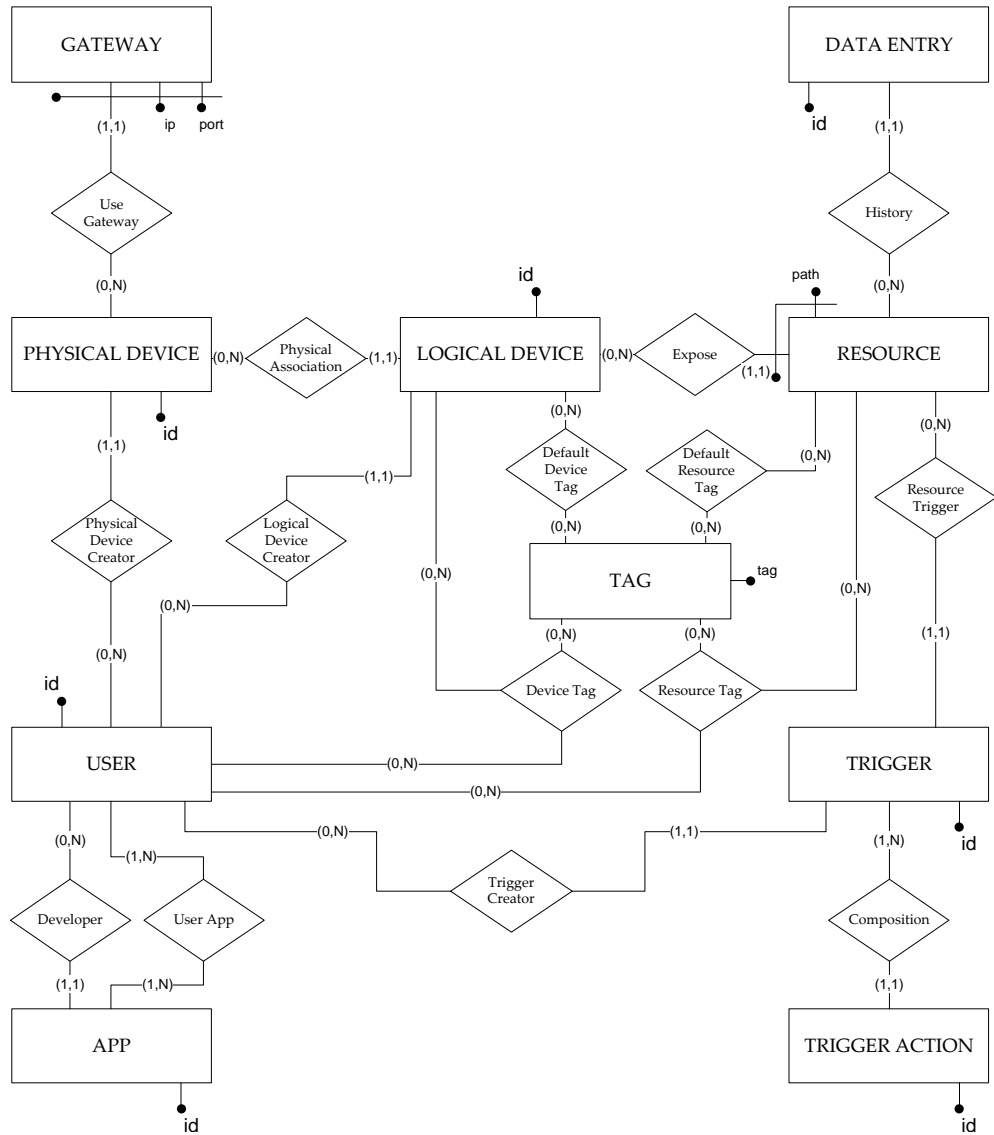 GATEWAY
DATA ENTRY
ip
port
id
(1,1)
(1,1)
Use
Gateway
History
(0,N)
(0,N)
id
path
PHYSICAL DEVICE
(0,N)
Physical
Association
(1,1)
LOGICAL DEVICE
(0,N)
Expose
(1,1)
RESOURCE
id
(1,1)
(1,1)
(0,N)
(0,N)
(0,N)
Default
Device
Tag
Default
Resource
Tag
Resource
Trigger
Physical
Device
Creator
Logical
Device
Creator
(0,N)
(0,N)
TAG
tag
(0,N)
(0,N)
(0,N)
(0,N)
(0,N)
(0,N)
(1,1)
id
Device Tag
Resource Tag
USER
(0,N)
(0,N)
TRIGGER
(0,N)
(1,N)
(0,N)
(1,1)
(1,N)
id
Developer
User App
Trigger
Creator
Composition
(1,1)
(1,N)
(1,1)
APP
TRIGGER ACTION
id
id